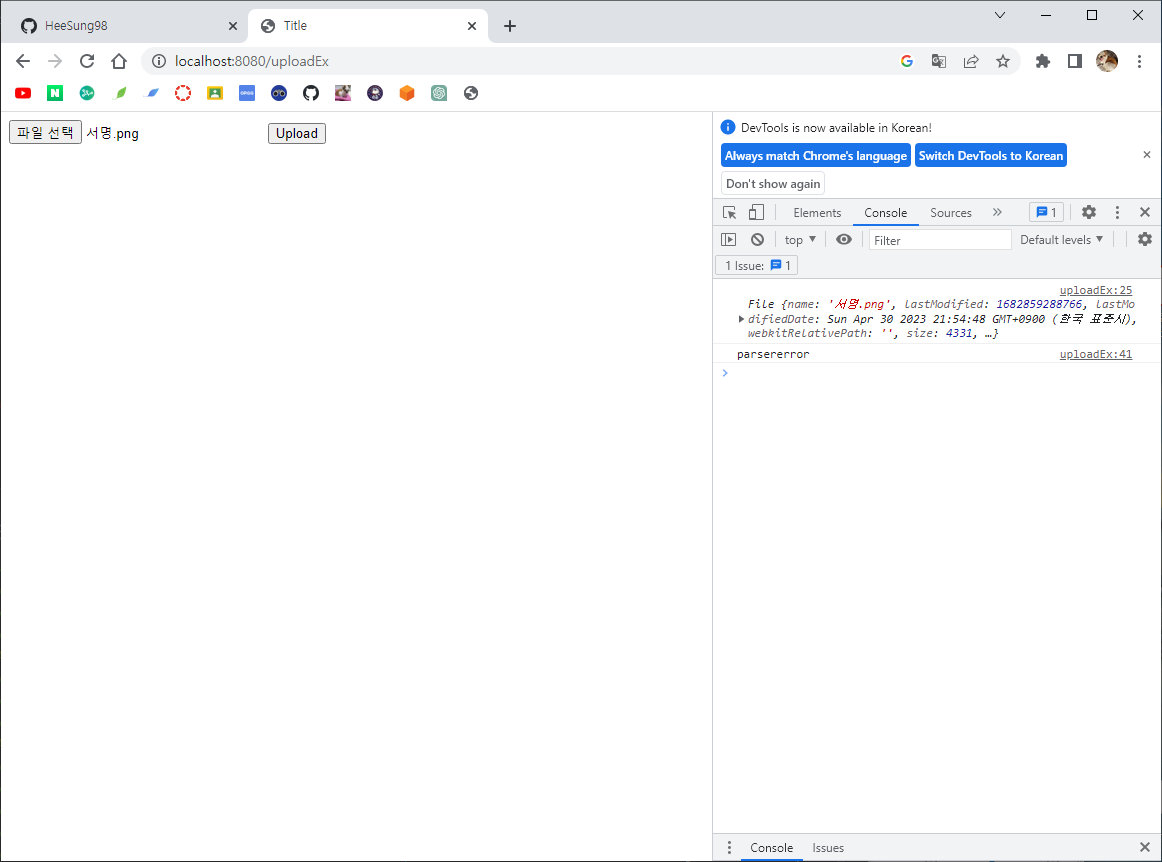 HeeSung98
Title
localhost:8080/uploadEx
파일 선택 서명.png Upload
DevTools is now available in Korean!
Always match Chrome's language Switch DevTools to Korean
Don't show again
Elements Console Sources 1
top Filter Default levels
1 Issue: 1
uploadEx:25
File {name: '서명.png', lastModified: 1682859288766, lastMo
difiedDate: Sun Apr 30 2023 21:54:48 GMT+0900 (한국 표준시),
webkitRelativePath: '', size: 4331, …}
parsererror uploadEx:41
Console Issues